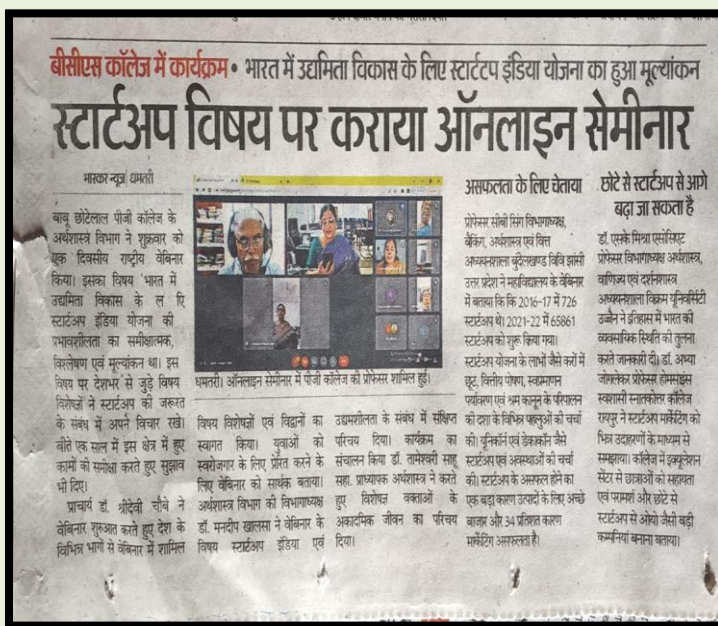 बीसीएस कॉलेज में कार्यक्रम • भारत में उद्यमिता विकास के लिए स्टार्टटप इंडिया योजना का हुआ मूल्यांकन
स्टार्टअप विषय पर कराया ऑनलाइन सेमीनार
भास्कर न्यूज | धमतरी
बाबू छोटेलाल पीजी कॉलेज के
अर्थशास्त्र विभाग ने शुक्रवार को
एक दिवसीय राष्ट्रीय वेबिनार
किया। इसका विषय 'भारत में
उद्यमिता विकास के ल िए
स्टार्टअप इंडिया योजना की
प्रभावशीलता का समीक्षात्मक,
विश्लेषण एवं मूल्यांकन था। इस
विषय पर देशभर से जुड़े विषय
विशेषज्ञों ने स्टार्टअप की जरूरत
के संबंध में अपने विचार रखे।
बीते एक साल में इस क्षेत्र में हुए
कामों की समीक्षा करते हुए सुझाव
भी दिए।
प्राचार्य डॉ. श्रीदेवी चौबे ने
वेबिनार शुरुआत करते हुए देश के
विभिन्न भागों से वेबिनार में शामिल
धमतरी। ऑनलाइन सेमीनार में पीजी कॉलेज की प्रोफेसर शामिल हुईं।
विषय विशेषज्ञों एवं विद्वानों का
स्वागत किया। युवाओं को
स्वरोजगार के लिए प्रेरित करने के
लिए वेबिनार को सार्थक बताया।
अर्थशास्त्र विभाग की विभागाध्यक्ष
डॉ. मनदीप खालसा ने वेबिनार के
विषय स्टार्टअप इंडिया एवं
उद्यमशीलता के संबंध में संक्षिप्त
परिचय दिया। कार्यक्रम का
संचालन किया डॉ. तामेश्वरी साहू
सहा. प्राध्यापक अर्थशास्त्र ने करते
हुए विशेषज्ञ वक्ताओं के
अकादमिक जीवन का परिचय
दिया।
असफलता के लिए चेताया
प्रोफेसर सीबी सिंग विभागाध्यक्ष,
बैंकिंग, अर्थशास्त्र एवं वित्त
अध्ययनशाला बुंदेलखण्ड विवि झांसी
उत्तर प्रदेश ने महाविद्यालय के वेबिनार
में बताया कि कि 2016-17 में 726
स्टार्टअप थे। 2021-22 में 65861
स्टार्टअप को शुरू किया गया।
स्टार्टअप योजना के लाभों जैसे करों में
छूट, वित्तीय पोषण, स्वप्रमाणन
पर्यावरण एवं श्रम कानून के परिपालन
की दशा के विभिन्न पहलुओं की चर्चा
की। यूनिकॉर्न एवं डेकाकॉर्न जैसे
स्टार्टअप एवं अवस्थाओं की चर्चा
की। स्टार्टअप के असफल होने का
एक बड़ा कारण उत्पादों के लिए अच्छे
बाजार और 34 प्रतिशत कारण
मार्केटिंग असफलता है।
छोटे से स्टार्टअप से आगे
बढ़ा जा सकता है
डॉ. एसके मिश्रा एसोसिएट
प्रोफेसर विभागाध्यक्ष अर्थशास्त्र,
वाणिज्य एवं दर्शनशास्त्र
अध्ययनशाला विक्रम यूनिवर्सिटी
उज्जैन ने इतिहास में भारत की
व्यवसायिक स्थिति की तुलना
करते जानकारी दी। डॉ. अभ्या
जोगलेकर प्रोफेसर होमसाइंस
स्वशासी स्नातकोत्तर कॉलेज
रायपुर ने स्टार्टअप मार्केटिंग को
भिन्न उदाहरणों के माध्यम से
समझाया। कॉलेज में इक्यूलेशन
सेंटर से छात्राओं को सहायता
एवं परामर्श और छोटे से
स्टार्टअप से ओयो जैसी बड़ी
कम्पनियां बनाना बताया।